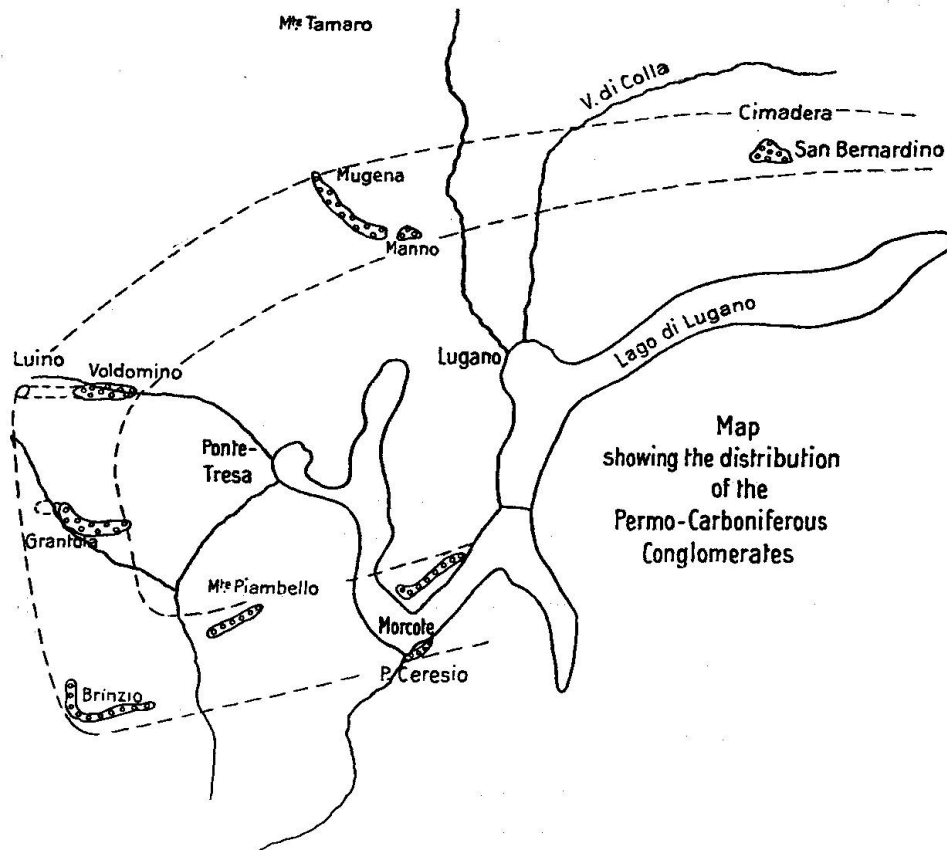 Mte Tamaro
V. di Colla
Cimadera
San Bernardino
Mugena
Manno
Lago di Lugano
Lugano
Luino
Voldomino
Ponte-
Tresa
Map
showing the distribution
of the
Permo-Carboniferous
Conglomerates
Grantola
Mte Piambello
Morcote
P. Ceresio
Brinzio